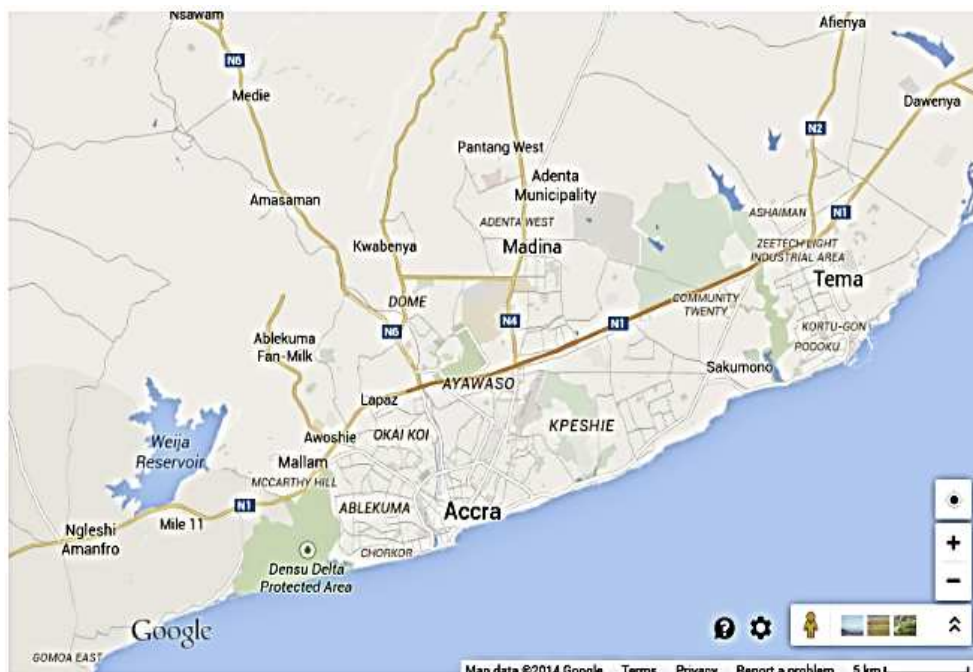 Nsawam
Afienya
N6
Medie
Dawenya
N2
Pantang West
Adenta
Municipality
Amasaman
ADENTA WEST
ASHAIMAN
N1
Kwabenya
Madina
ZEETECH LIGHT
INDUSTRIAL AREA
Tema
DOME
COMMUNITY
TWENTY
N6
N4
N1
KORTU-GON
Ablekuma
Fan-Milk
PODOKU
Sakumono
AYAWASO
Lapaz
KPESHIE
Awoshie
OKAI KOI
Weija
Reservoir
Mallam
MCCARTHY HILL
N1
ABLEKUMA
Accra
Mile 11
Ngleshi
Amanfro
CHORKOR
Densu Delta
Protected Area
Google
GOMOA EAST
Map data ©2014 Google Terms Privacy Report a problem 5 km